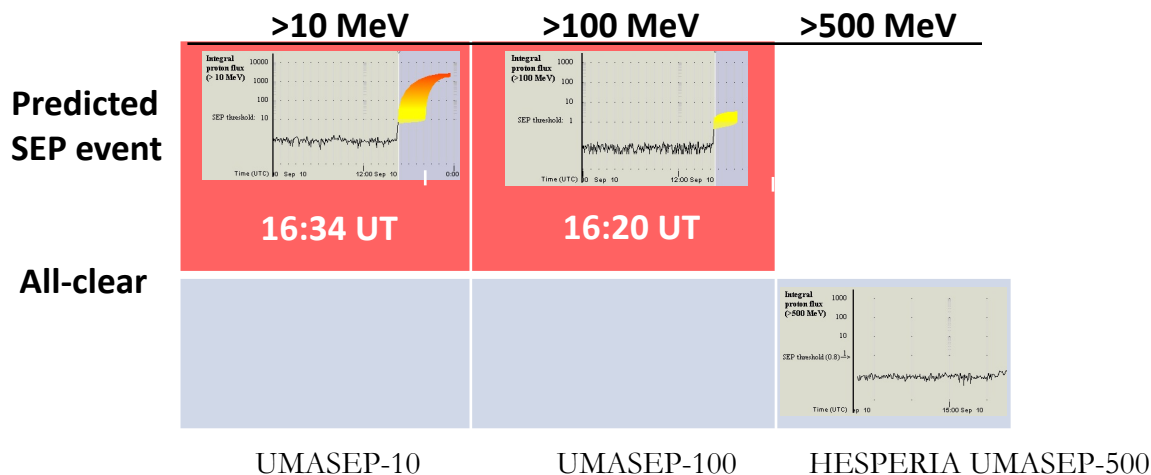 >10 MeV >100 MeV >500 MeV
Predicted
SEP event
Integral
proton flux
(> 10 MeV)
10000
1000
100
SEP threshold: 10
Time (UTC) 00 Sep 10 12:00 Sep 10 0:00
16:34 UT
Integral
proton flux
(>100 MeV)
1000
100
10
SEP threshold: 1
Time (UTC) 00 Sep 10 12:00 Sep 10
16:20 UT
All-clear
Integral
proton flux
(>500 MeV)
1000
100
10
1
SEP threshold (0.8)-->
Time (UTC) ep 10 15:00 Sep 10
UMASEP-10 UMASEP-100 HESPERIA UMASEP-500